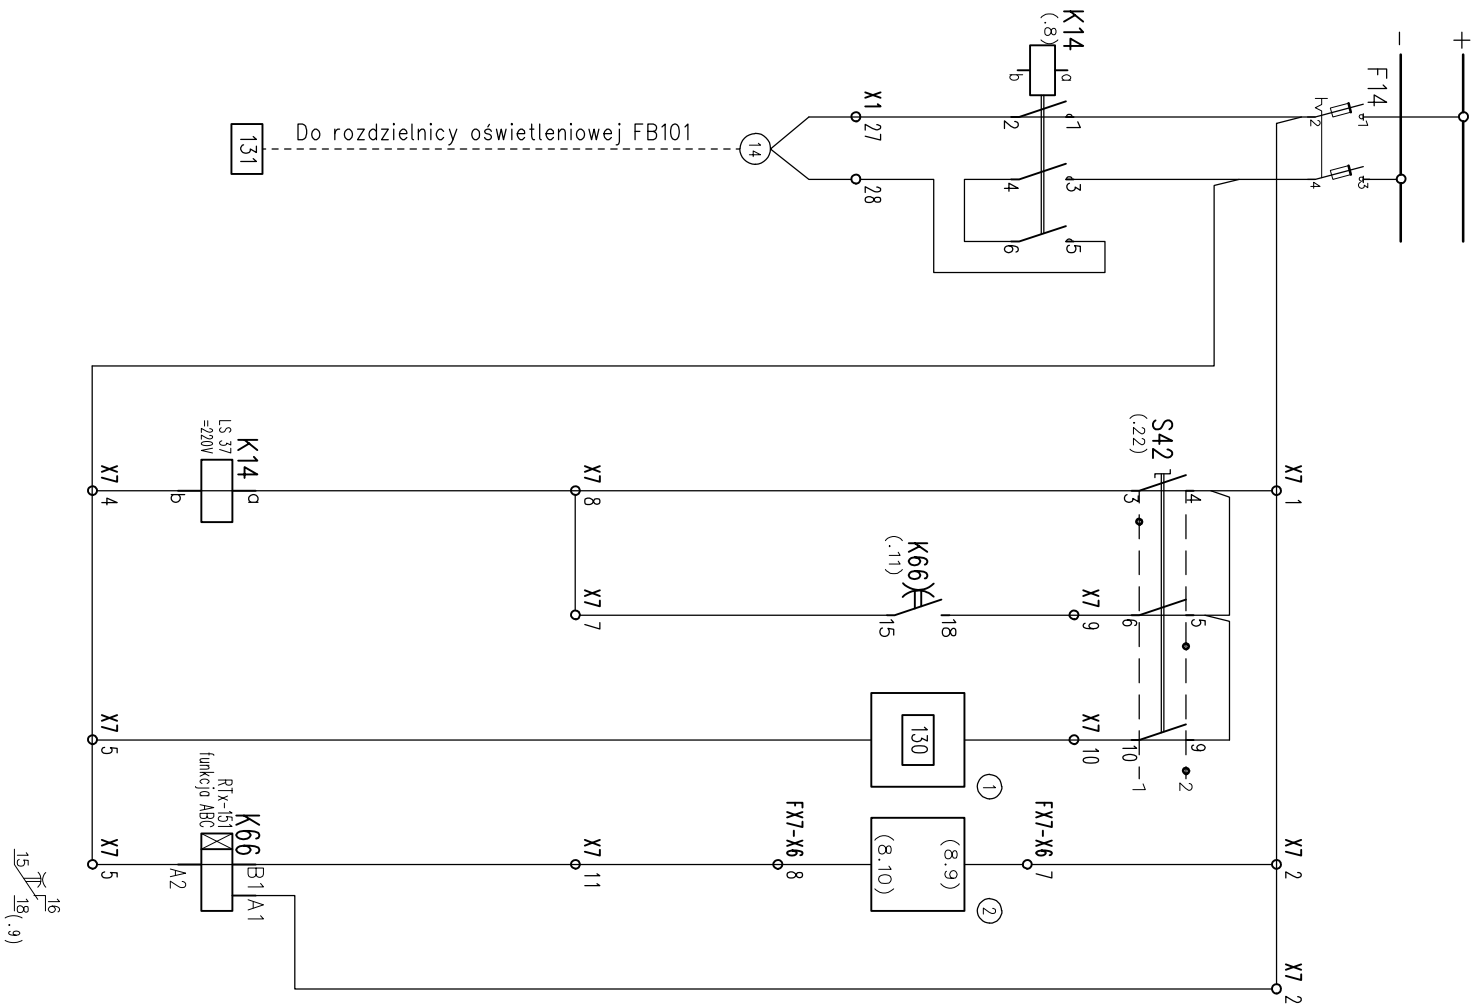 +
-
F14
1
2
3
4
K14
(.8)
a
b
1
2
3
4
5
6
X1
27
28
14
Do rozdzielnicy oświetleniowej FB101
131
S42
(.22)
3
4
6
5
10
9
1
2
X7
1
X7
8
K14
LS 37
=220V
a
b
X7
4
X7
9
K66
(.11)
18
15
X7
7
X7
10
130
1
X7
5
X7
2
FX7-X6
7
(8.9)
(8.10)
2
FX7-X6
8
X7
11
K66
RTx-151
funkcja ABC
B1
A1
A2
X7
5
X7
2
15
16
18
(.9)